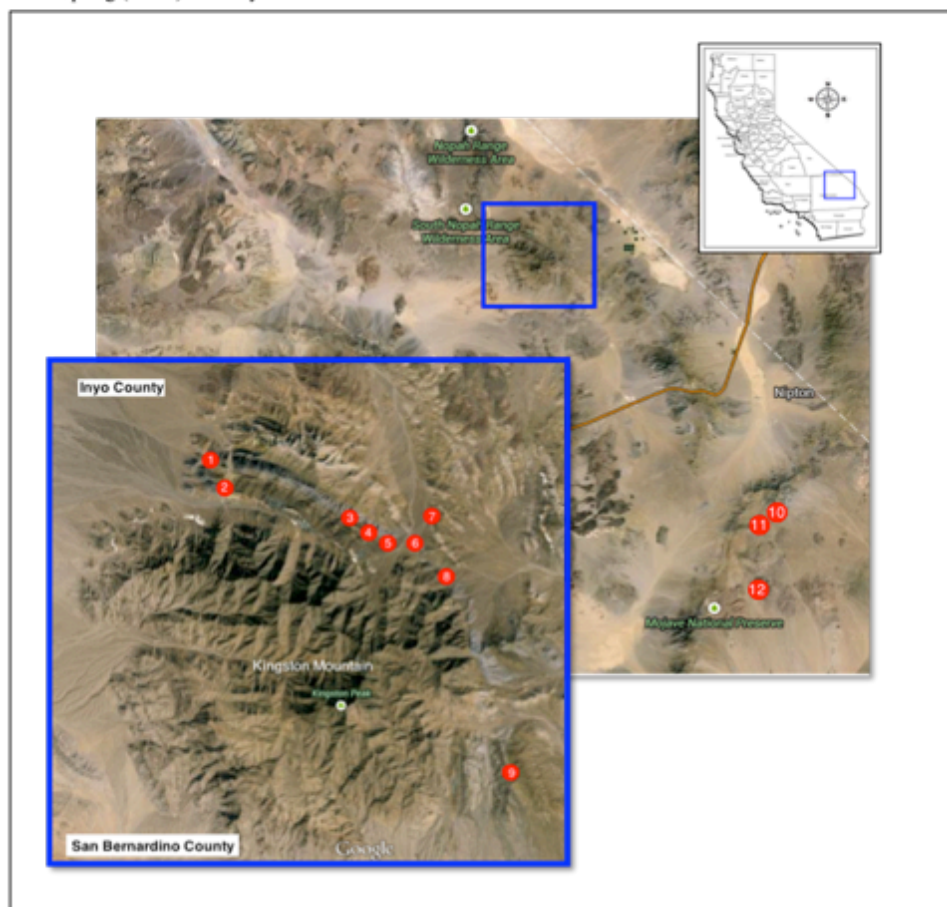 Nopah Range
Wilderness Area
South Nopah Range
Wilderness Area
Nipton
Inyo County
1
2
3
4
5
6
7
8
9
10
11
12
Mojave National Preserve
Kingston Mountain
Kingston Peak
San Bernardino County
Google